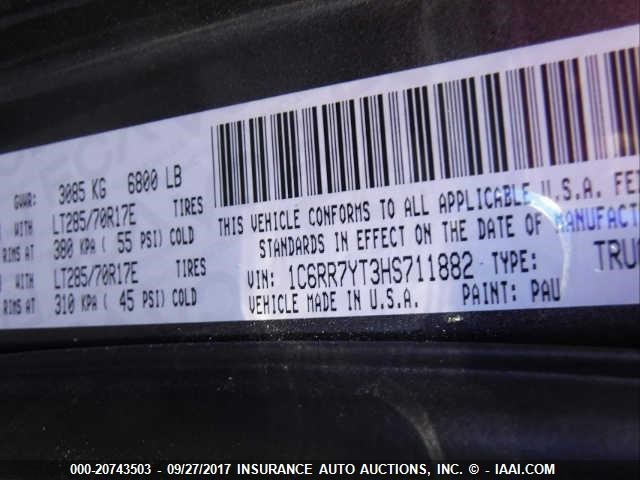 GVWR: 3085 KG 6800 LB
WITH LT285/70R17E TIRES
RIMS AT 380 KPA ( 55 PSI) COLD
WITH LT285/70R17E TIRES
RIMS AT 310 KPA ( 45 PSI) COLD
THIS VEHICLE CONFORMS TO ALL APPLICABLE U.S.A. FE
STANDARDS IN EFFECT ON THE DATE OF MANUFACT
VIN: 1C6RR7YT3HS711882 TYPE: TRU
VEHICLE MADE IN U.S.A. PAINT: PAU
000-20743503 - 09/27/2017 INSURANCE AUTO AUCTIONS, INC. - IAAI.COM